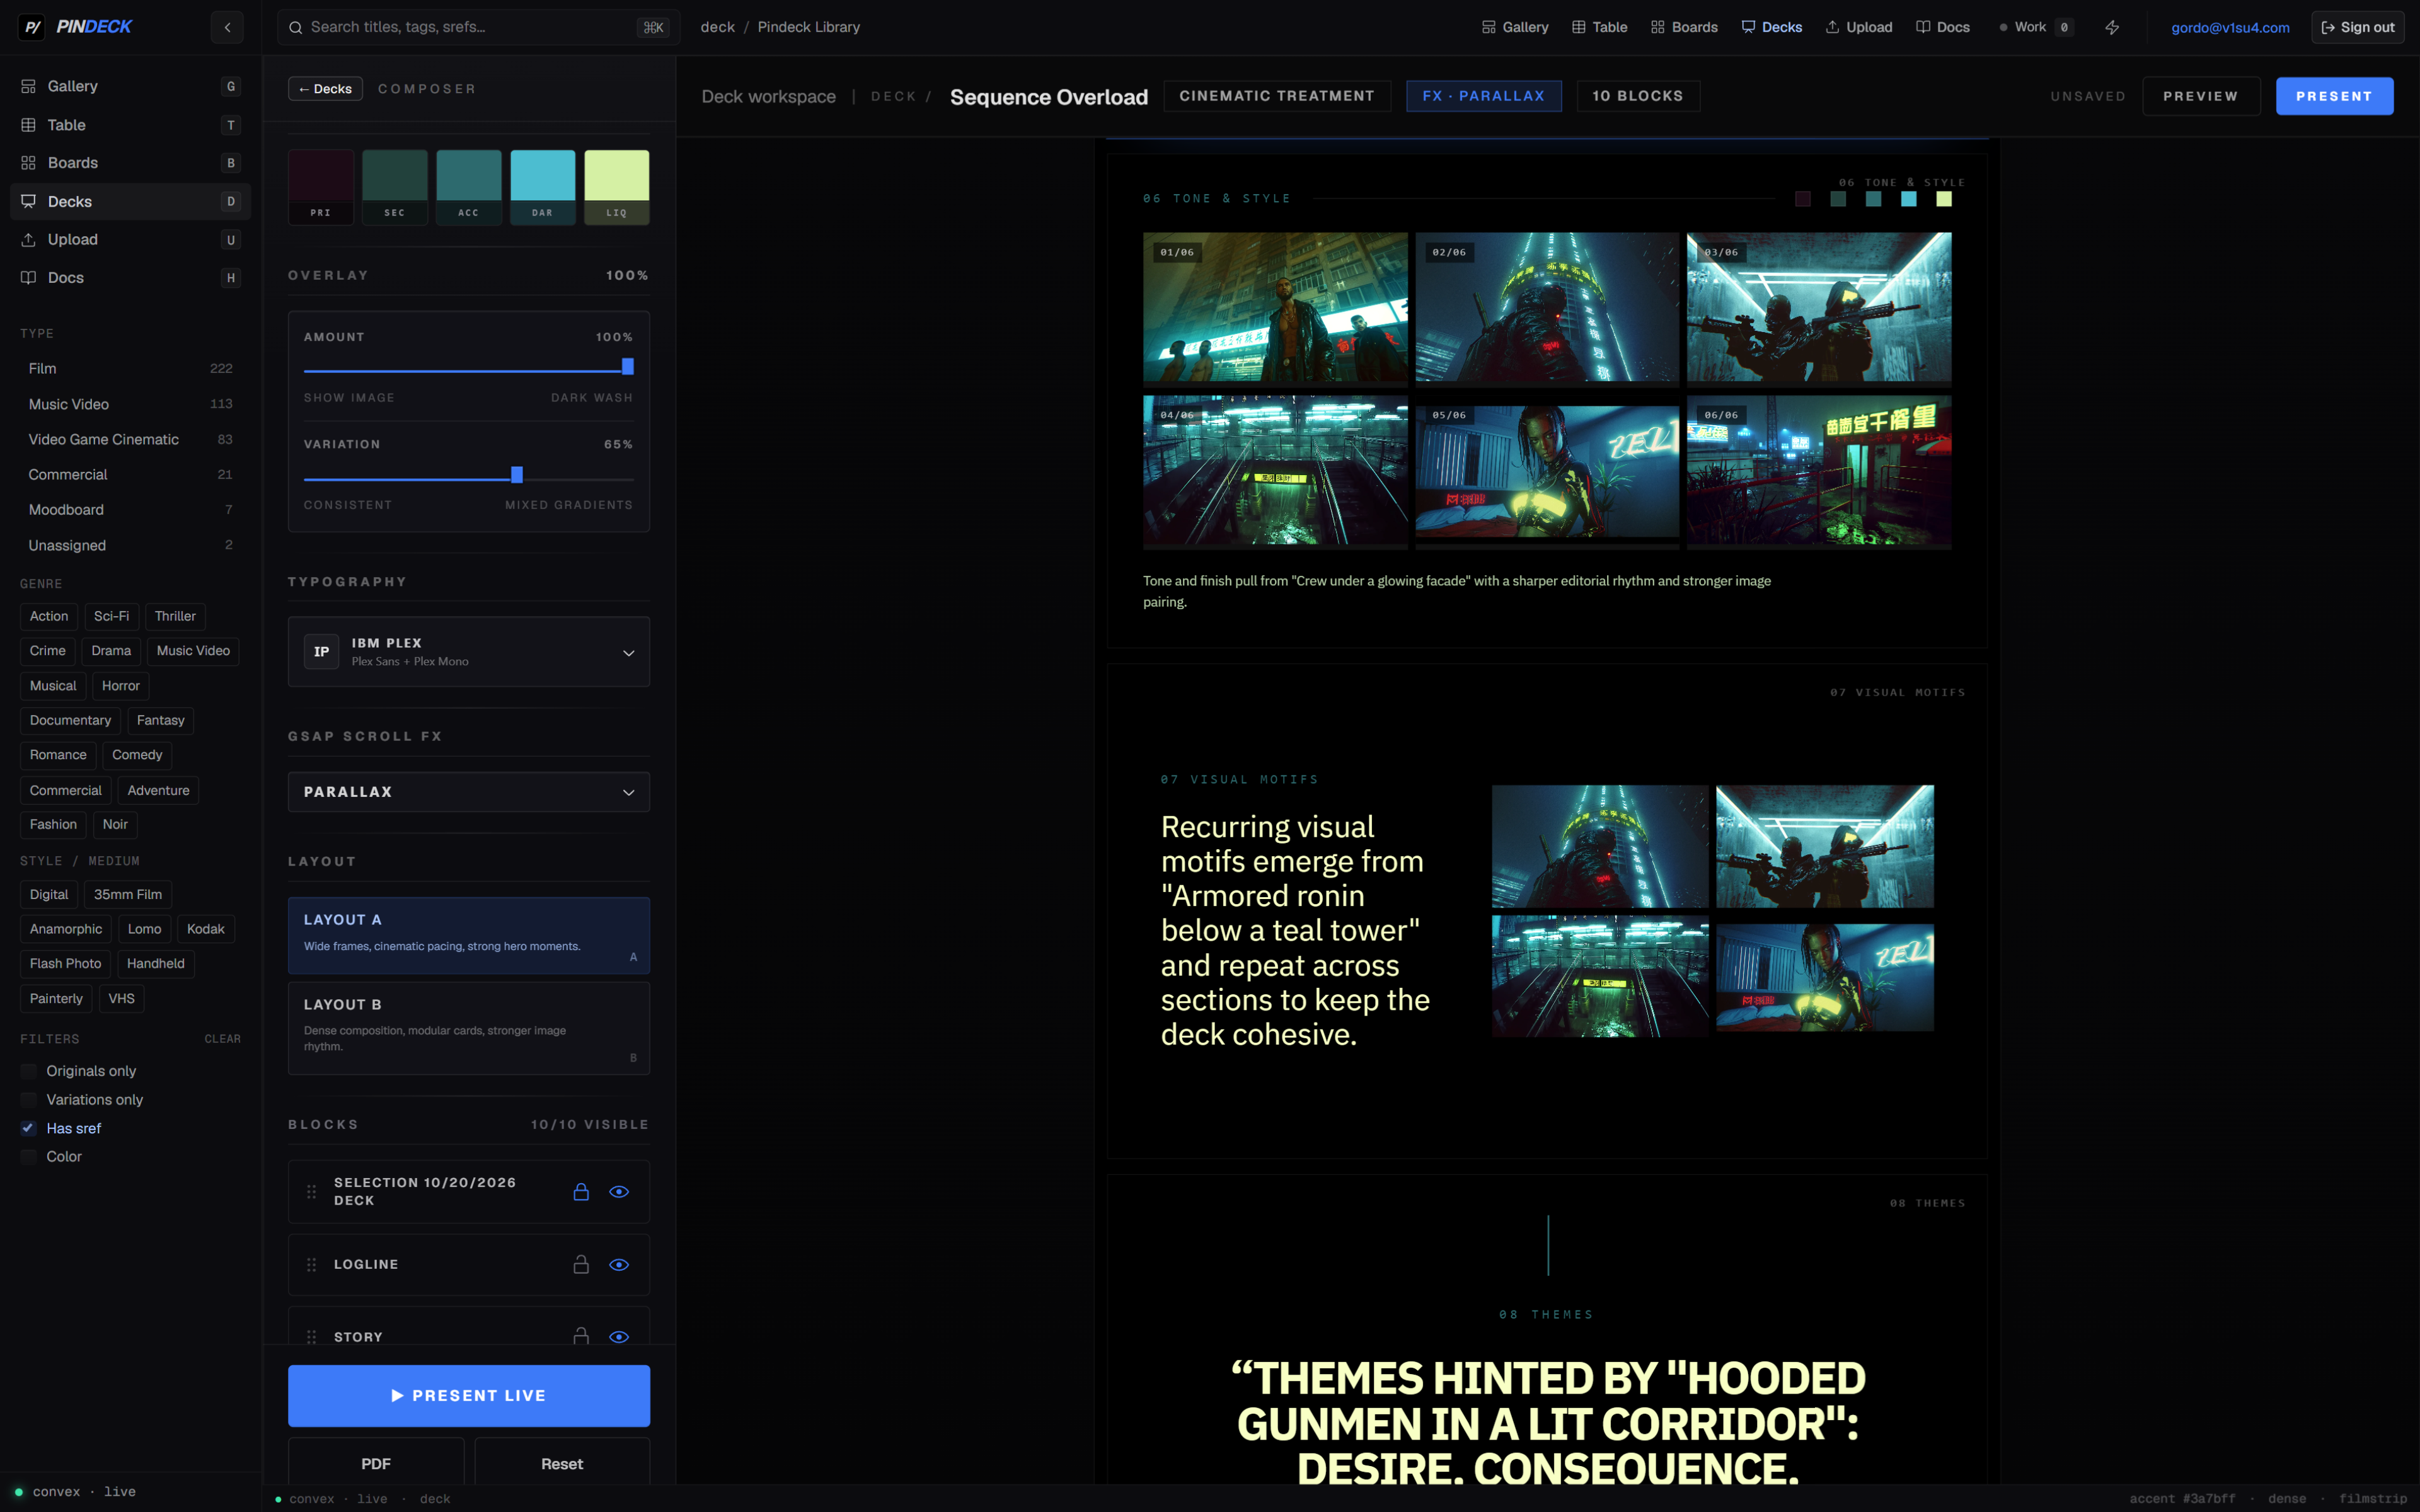 P/ PINDECK
Search titles, tags, srefs... ⌘K
deck / Pindeck Library
Gallery
Table
Boards
Decks
Upload
Docs
Work 0
gordo@v1su4.com
Sign out
Gallery G
Table T
Boards B
Decks D
Upload U
Docs H
TYPE
Film 222
Music Video 113
Video Game Cinematic 83
Commercial 21
Moodboard 7
Unassigned 2
GENRE
Action Sci-Fi Thriller
Crime Drama Music Video
Musical Horror
Documentary Fantasy
Romance Comedy
Commercial Adventure
Fashion Noir
STYLE / MEDIUM
Digital 35mm Film
Anamorphic Lomo Kodak
Flash Photo Handheld
Painterly VHS
FILTERS CLEAR
Originals only
Variations only
Has sref
Color
convex · live
← Decks COMPOSER
PRI SEC ACC DAR LIQ
OVERLAY 100%
AMOUNT 100%
SHOW IMAGE DARK WASH
VARIATION 65%
CONSISTENT MIXED GRADIENTS
TYPOGRAPHY
IP IBM PLEX
Plex Sans + Plex Mono
GSAP SCROLL FX
PARALLAX
LAYOUT
LAYOUT A
Wide frames, cinematic pacing, strong hero moments.
A
LAYOUT B
Dense composition, modular cards, stronger image
rhythm.
B
BLOCKS 10/10 VISIBLE
SELECTION 10/20/2026
DECK
LOGLINE
STORY
▶ PRESENT LIVE
PDF Reset
convex · live · deck
Deck workspace | DECK / Sequence Overload CINEMATIC TREATMENT FX · PARALLAX 10 BLOCKS
UNSAVED PREVIEW PRESENT
06 TONE & STYLE
06 TONE & STYLE
01/06 02/06 03/06
04/06 05/06 06/06
Tone and finish pull from "Crew under a glowing facade" with a sharper editorial rhythm and stronger image
pairing.
07 VISUAL MOTIFS
07 VISUAL MOTIFS
Recurring visual
motifs emerge from
"Armored ronin
below a teal tower"
and repeat across
sections to keep the
deck cohesive.
08 THEMES
08 THEMES
“THEMES HINTED BY "HOODED
GUNMEN IN A LIT CORRIDOR":
DESIRE, CONSEQUENCE,
accent #3a7bff · dense · filmstrip